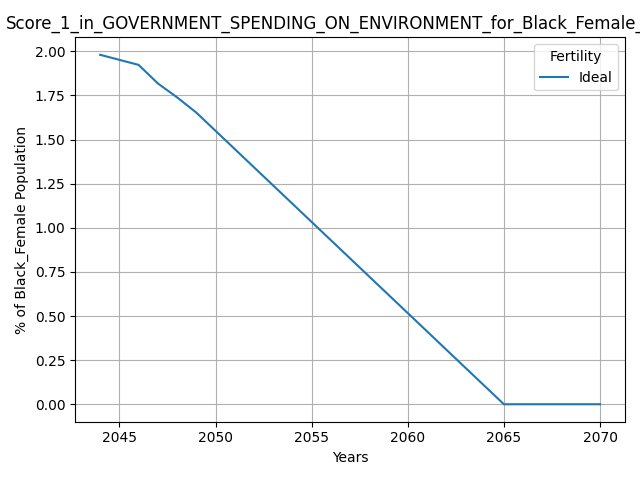 Score_1_in_GOVERNMENT_SPENDING_ON_ENVIRONMENT_for_Black_Female_
Fertility
Ideal
% of Black_Female Population
2.00
1.75
1.50
1.25
1.00
0.75
0.50
0.25
0.00
2045 2050 2055 2060 2065 2070
Years